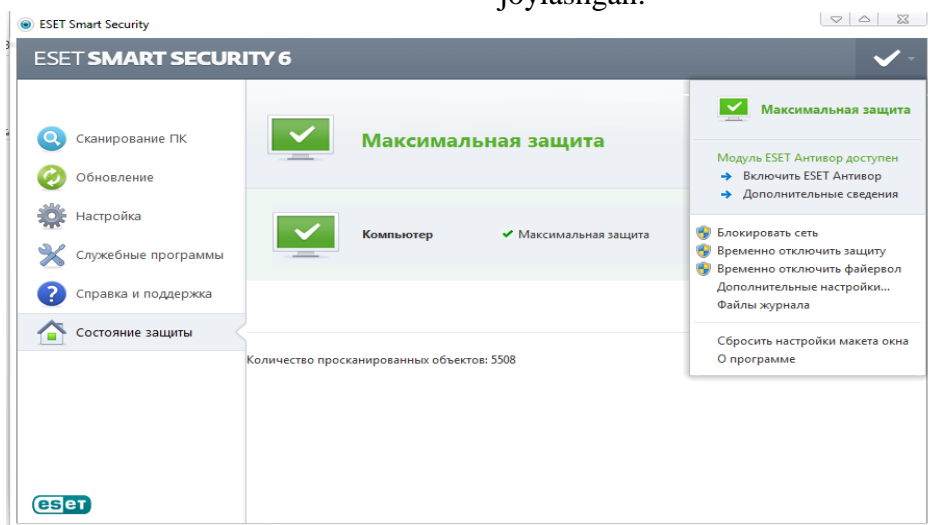 joylashgan.
ESET Smart Security
ESET SMART SECURITY 6
Сканирование ПК
Обновление
Настройка
Служебные программы
Справка и поддержка
Состояние защиты
Максимальная защита
Компьютер
Максимальная защита
Количество просканированных объектов: 5508
Максимальная защита
Модуль ESET Антивор доступен
Включить ESET Антивор
Дополнительные сведения
Блокировать сеть
Временно отключить защиту
Временно отключить файервол
Дополнительные настройки...
Файлы журнала
Сбросить настройки макета окна
О программе
eset